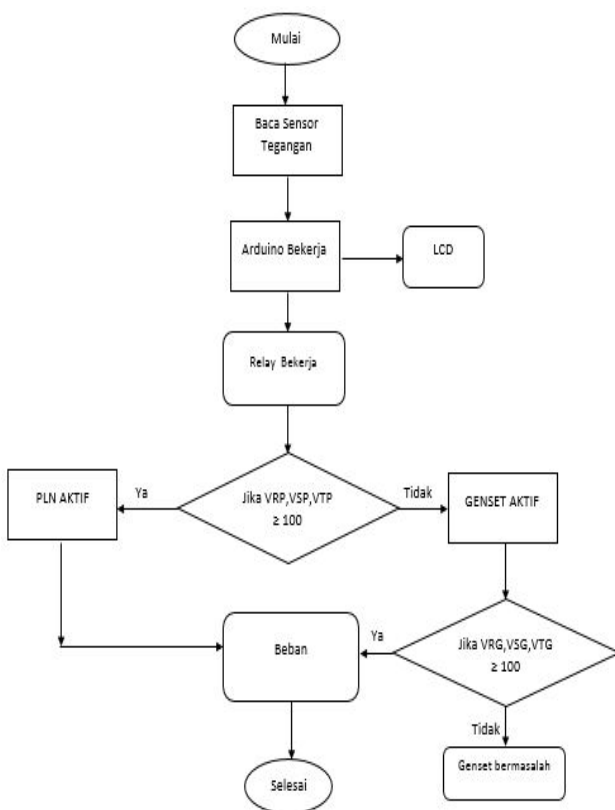 Mulai
Baca Sensor
Tegangan
Arduino Bekerja
LCD
Relay Bekerja
Jika VRP,VSP,VTP
≥ 100
Ya
PLN AKTIF
Tidak
GENSET AKTIF
Jika VRG,VSG,VTG
≥ 100
Ya
Beban
Tidak
Genset bermasalah
Selesai